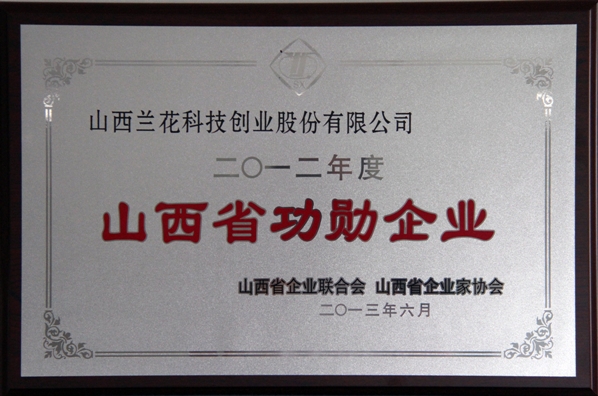 山西兰花科技创业股份有限公司
二〇一二年度
山西省功勋企业
山西省企业联合会 山西省企业家协会
二〇一三年六月